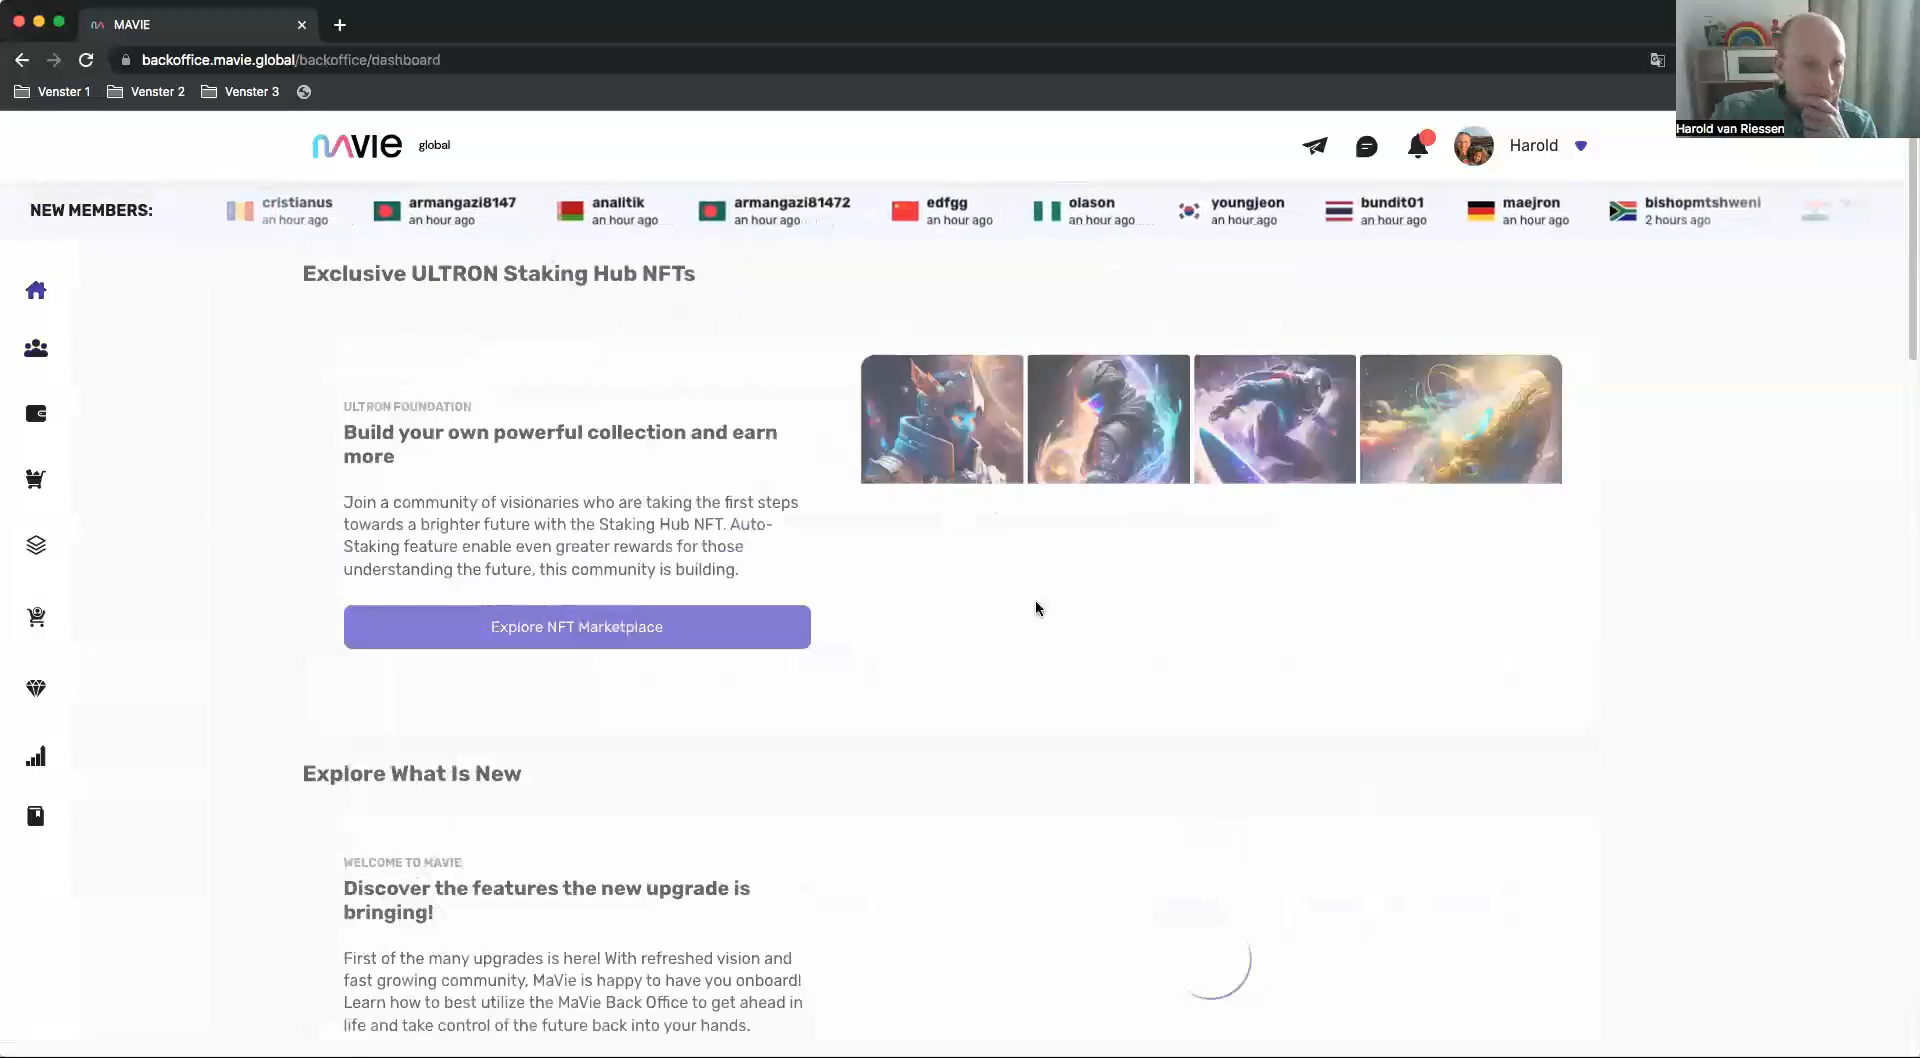 MAVIE
backoffice.mavie.global/backoffice/dashboard
Venster 1
Venster 2
Venster 3
Harold van Riessen
mavie global
Harold
NEW MEMBERS:
cristianus
an hour ago
armangazi8147
an hour ago
analitik
an hour ago
armangazi81472
an hour ago
edfgg
an hour ago
olason
an hour ago
youngjeon
an hour ago
bundit01
an hour ago
maejron
an hour ago
bishopmtshweni
2 hours ago
Exclusive ULTRON Staking Hub NFTs
ULTRON FOUNDATION
Build your own powerful collection and earn
more
Join a community of visionaries who are taking the first steps
towards a brighter future with the Staking Hub NFT. Auto-
Staking feature enable even greater rewards for those
understanding the future, this community is building.
Explore NFT Marketplace
Explore What Is New
WELCOME TO MAVIE
Discover the features the new upgrade is
bringing!
First of the many upgrades is here! With refreshed vision and
fast growing community, MaVie is happy to have you onboard!
Learn how to best utilize the MaVie Back Office to get ahead in
life and take control of the future back into your hands.